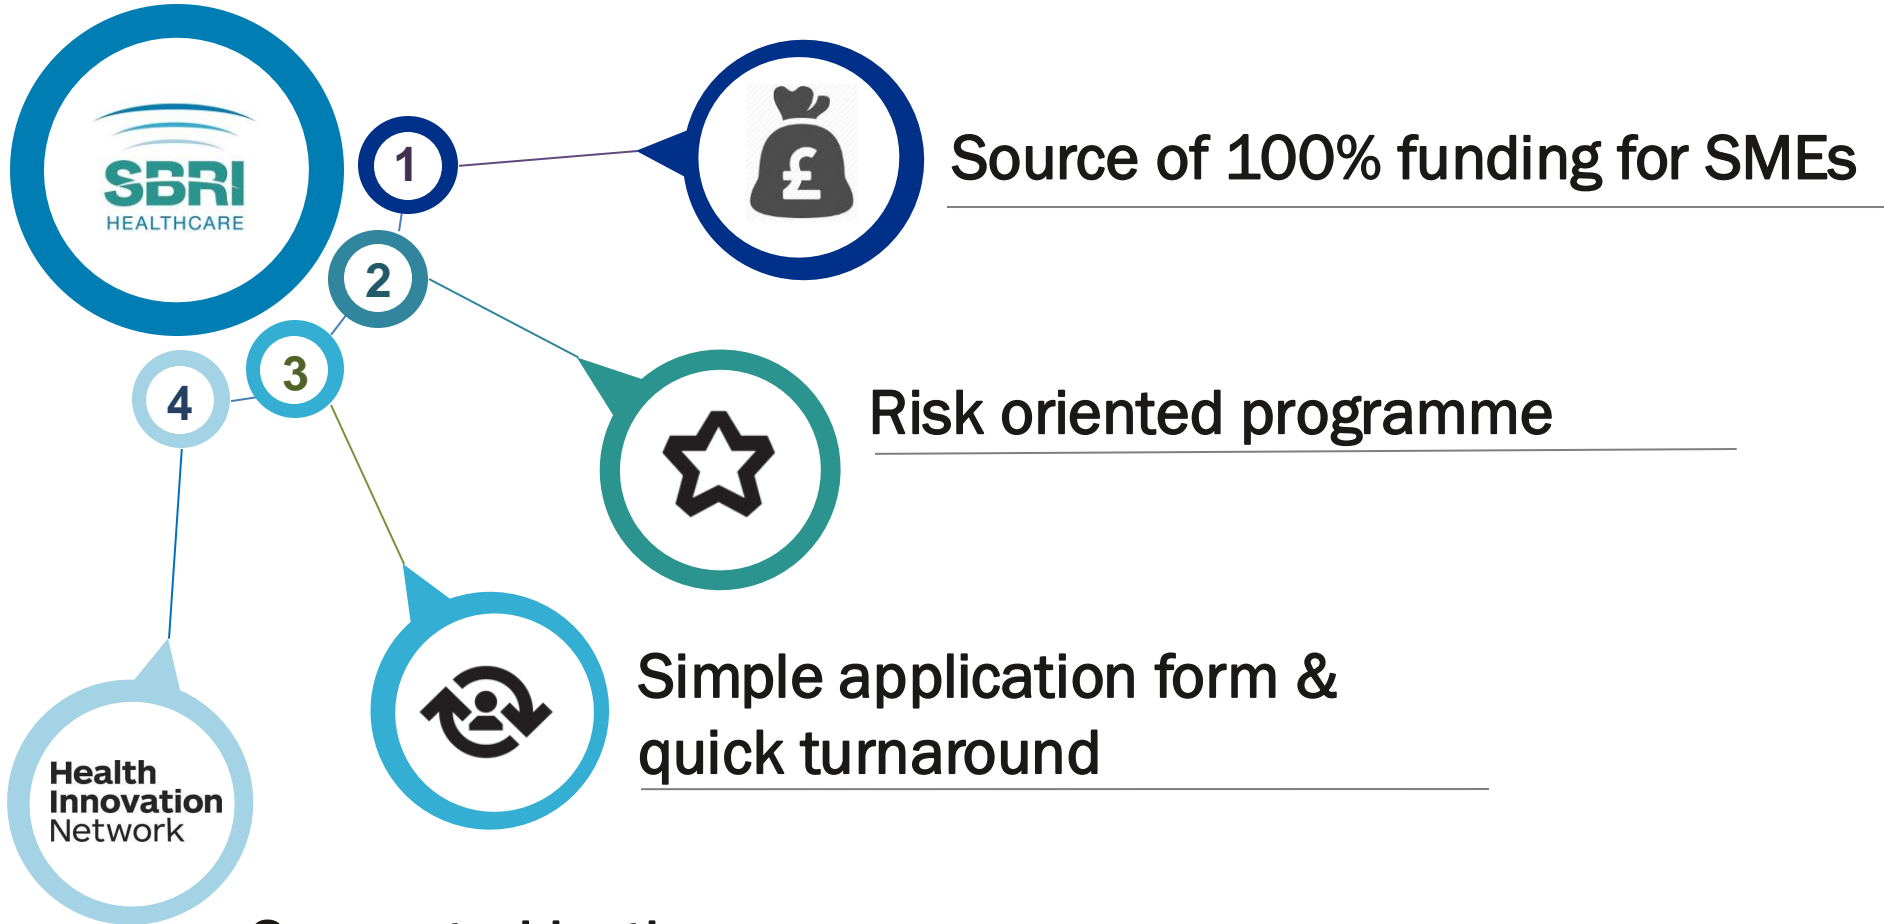 SBRI
HEALTHCARE
1
Source of 100% funding for SMEs
£
2
Risk oriented programme
3
4
Simple application form &
quick turnaround
Health
Innovation
Network